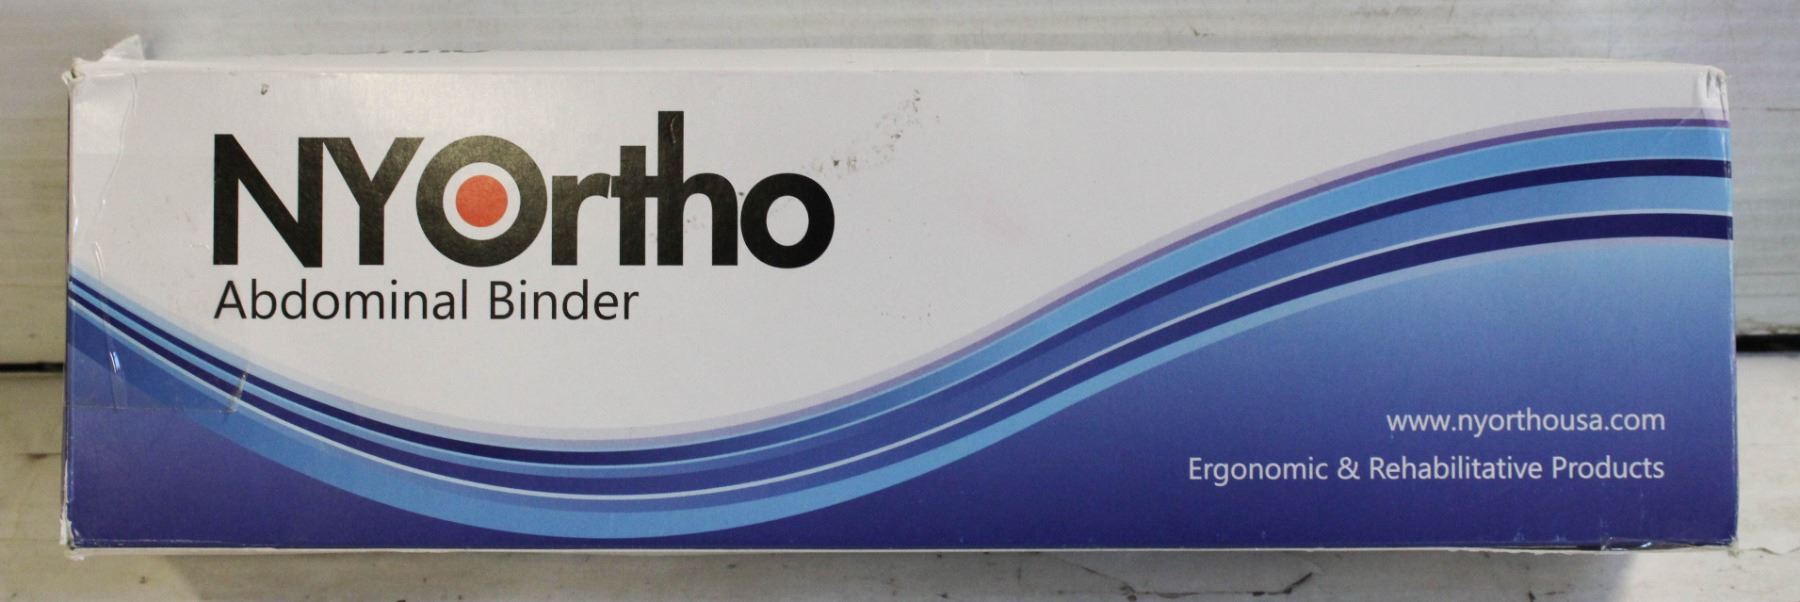 NYOrtho
Abdominal Binder
www.nyorthousa.com
Ergonomic & Rehabilitative Products